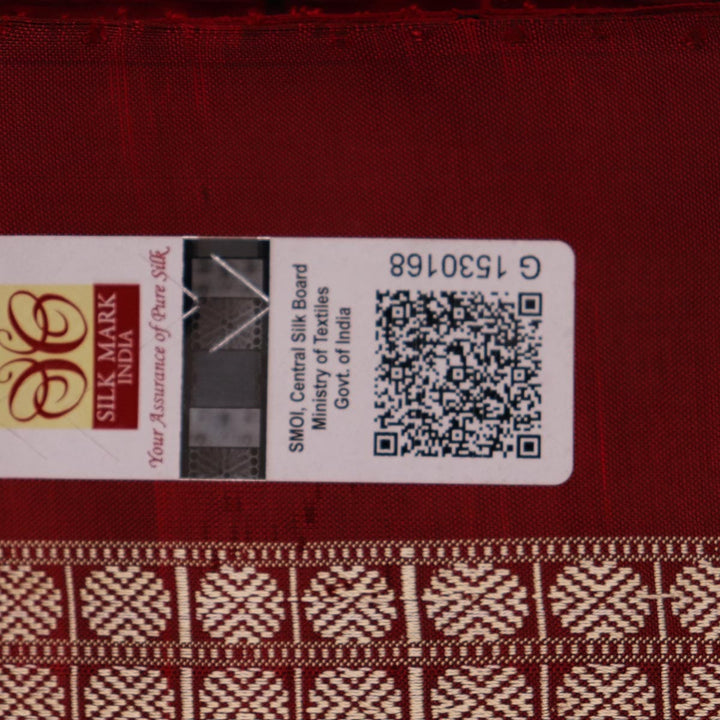 SILK MARK
INDIA
Your Assurance of Pure Silk
SMOI, Central Silk Board
Ministry of Textiles
Govt. of India
G 1530168